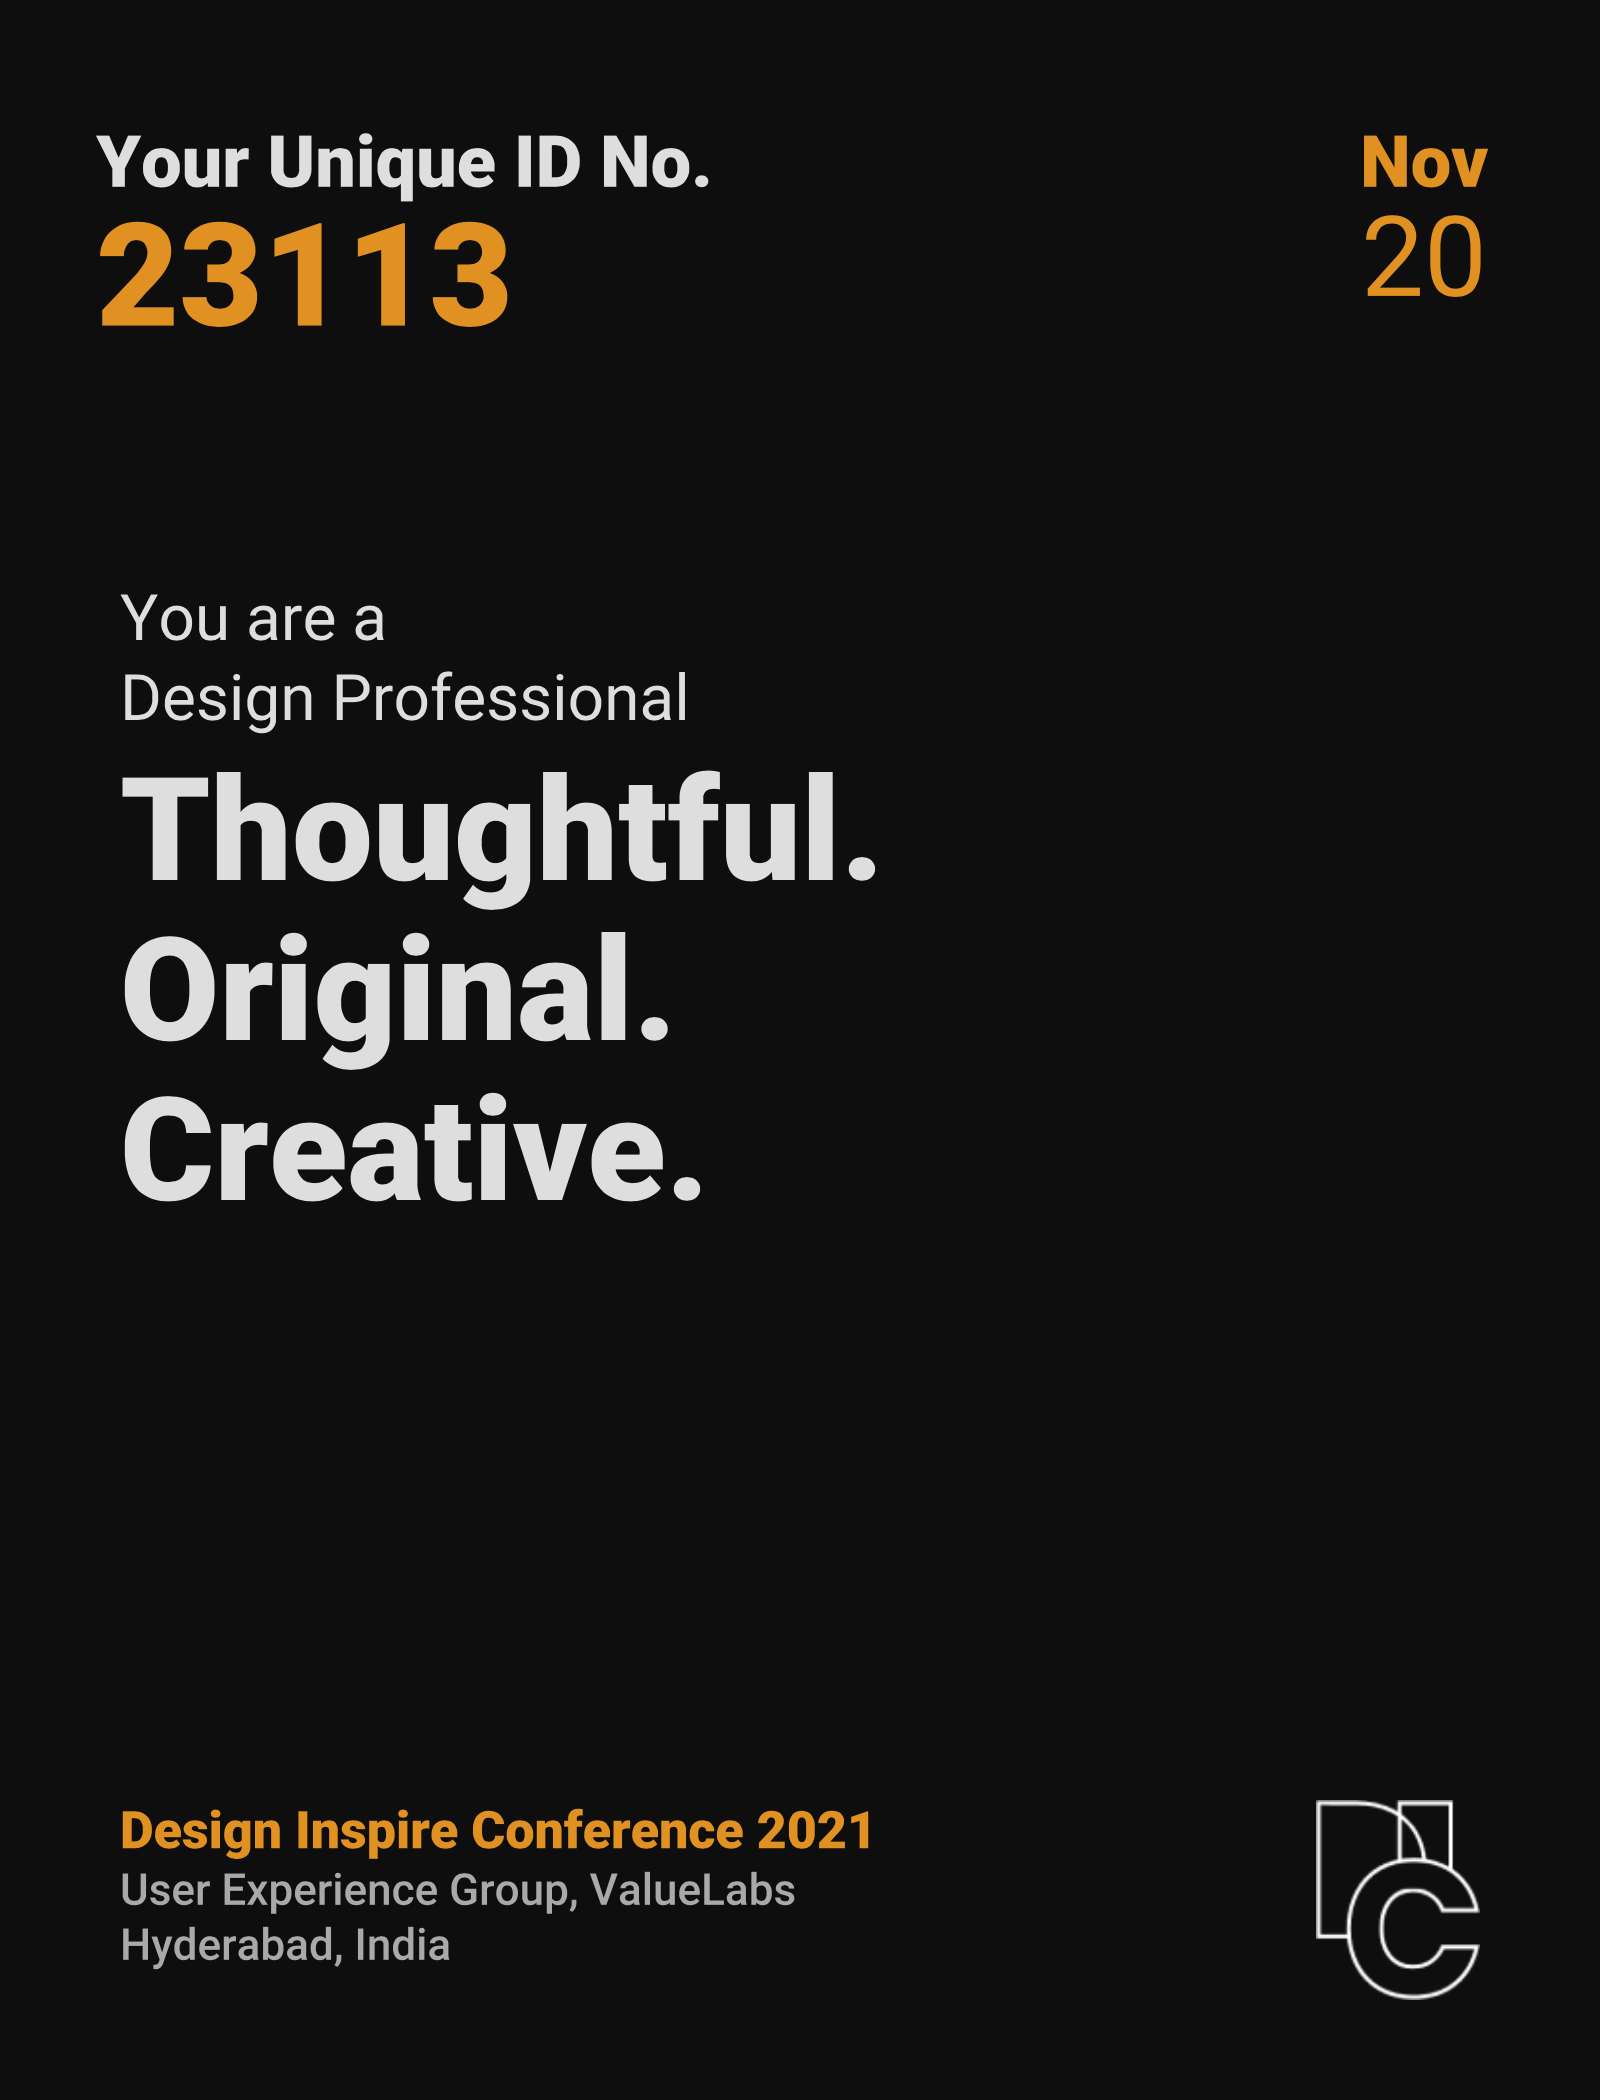 Your Unique ID No.
23113
Nov
20
You are a
Design Professional
Thoughtful.
Original.
Creative.
Design Inspire Conference 2021
User Experience Group, ValueLabs
Hyderabad, India
DIC